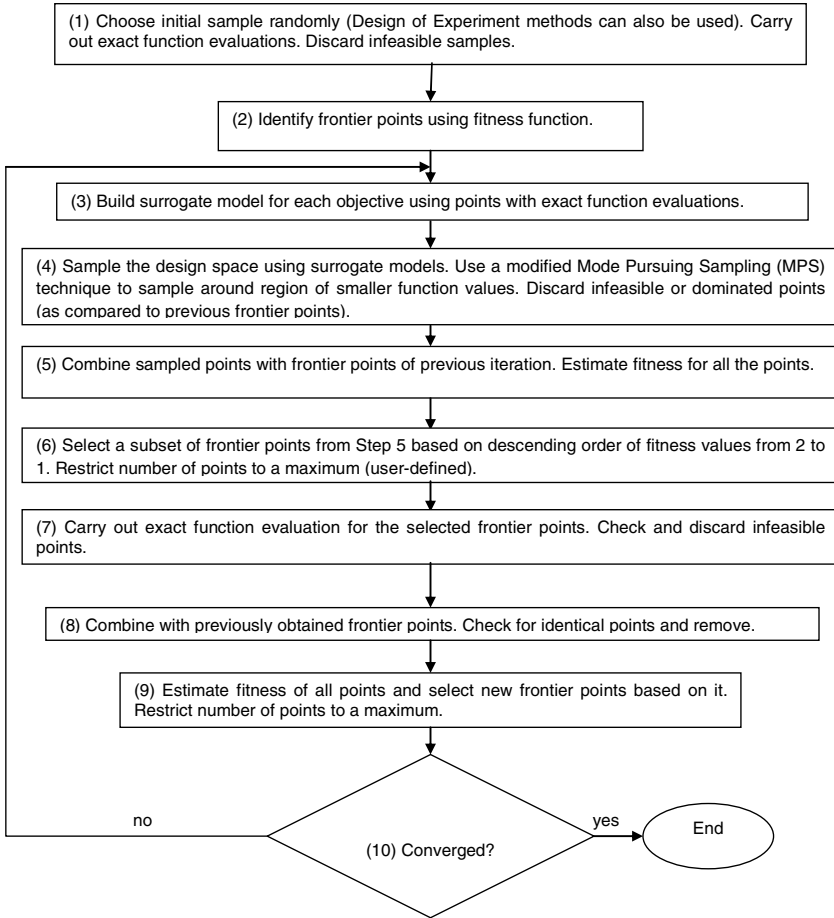 (1) Choose initial sample randomly (Design of Experiment methods can also be used). Carry
out exact function evaluations. Discard infeasible samples.
(2) Identify frontier points using fitness function.
(3) Build surrogate model for each objective using points with exact function evaluations.
(4) Sample the design space using surrogate models. Use a modified Mode Pursuing Sampling (MPS)
technique to sample around region of smaller function values. Discard infeasible or dominated points
(as compared to previous frontier points).
(5) Combine sampled points with frontier points of previous iteration. Estimate fitness for all the points.
(6) Select a subset of frontier points from Step 5 based on descending order of fitness values from 2 to
1. Restrict number of points to a maximum (user-defined).
(7) Carry out exact function evaluation for the selected frontier points. Check and discard infeasible
points.
(8) Combine with previously obtained frontier points. Check for identical points and remove.
(9) Estimate fitness of all points and select new frontier points based on it.
Restrict number of points to a maximum.
no
(10) Converged?
yes
End